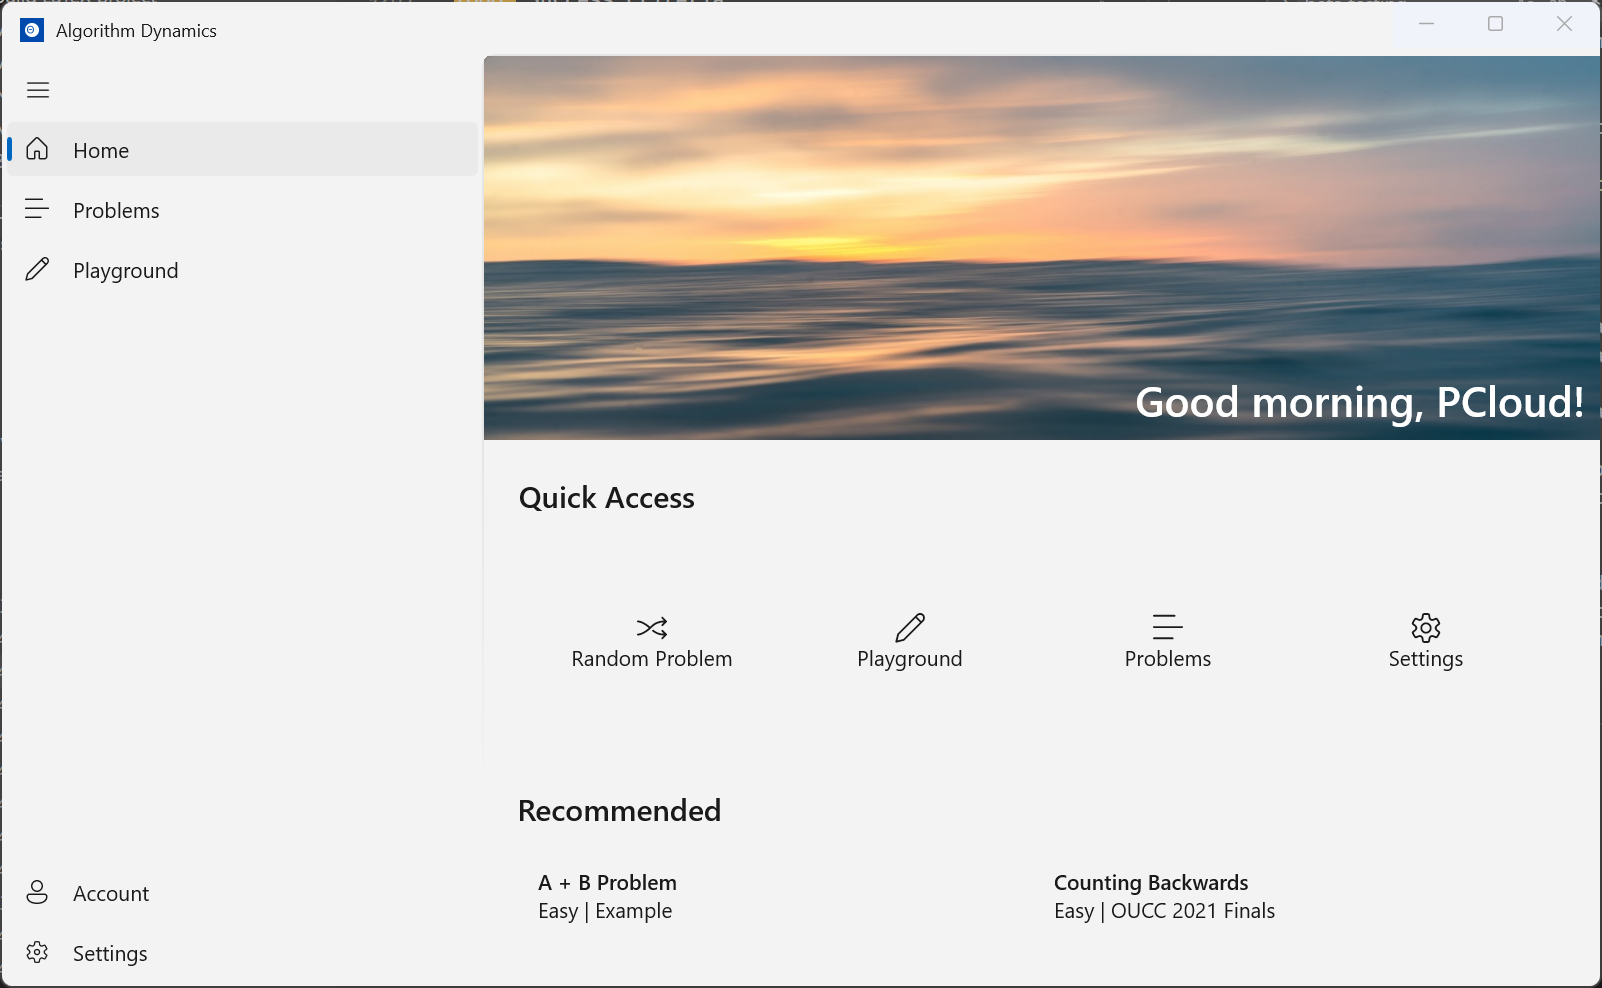 Algorithm Dynamics
Home
Problems
Playground
Account
Settings
Good morning, PCloud!
Quick Access
Random Problem
Playground
Problems
Settings
Recommended
A + B Problem
Easy | Example
Counting Backwards
Easy | OUCC 2021 Finals